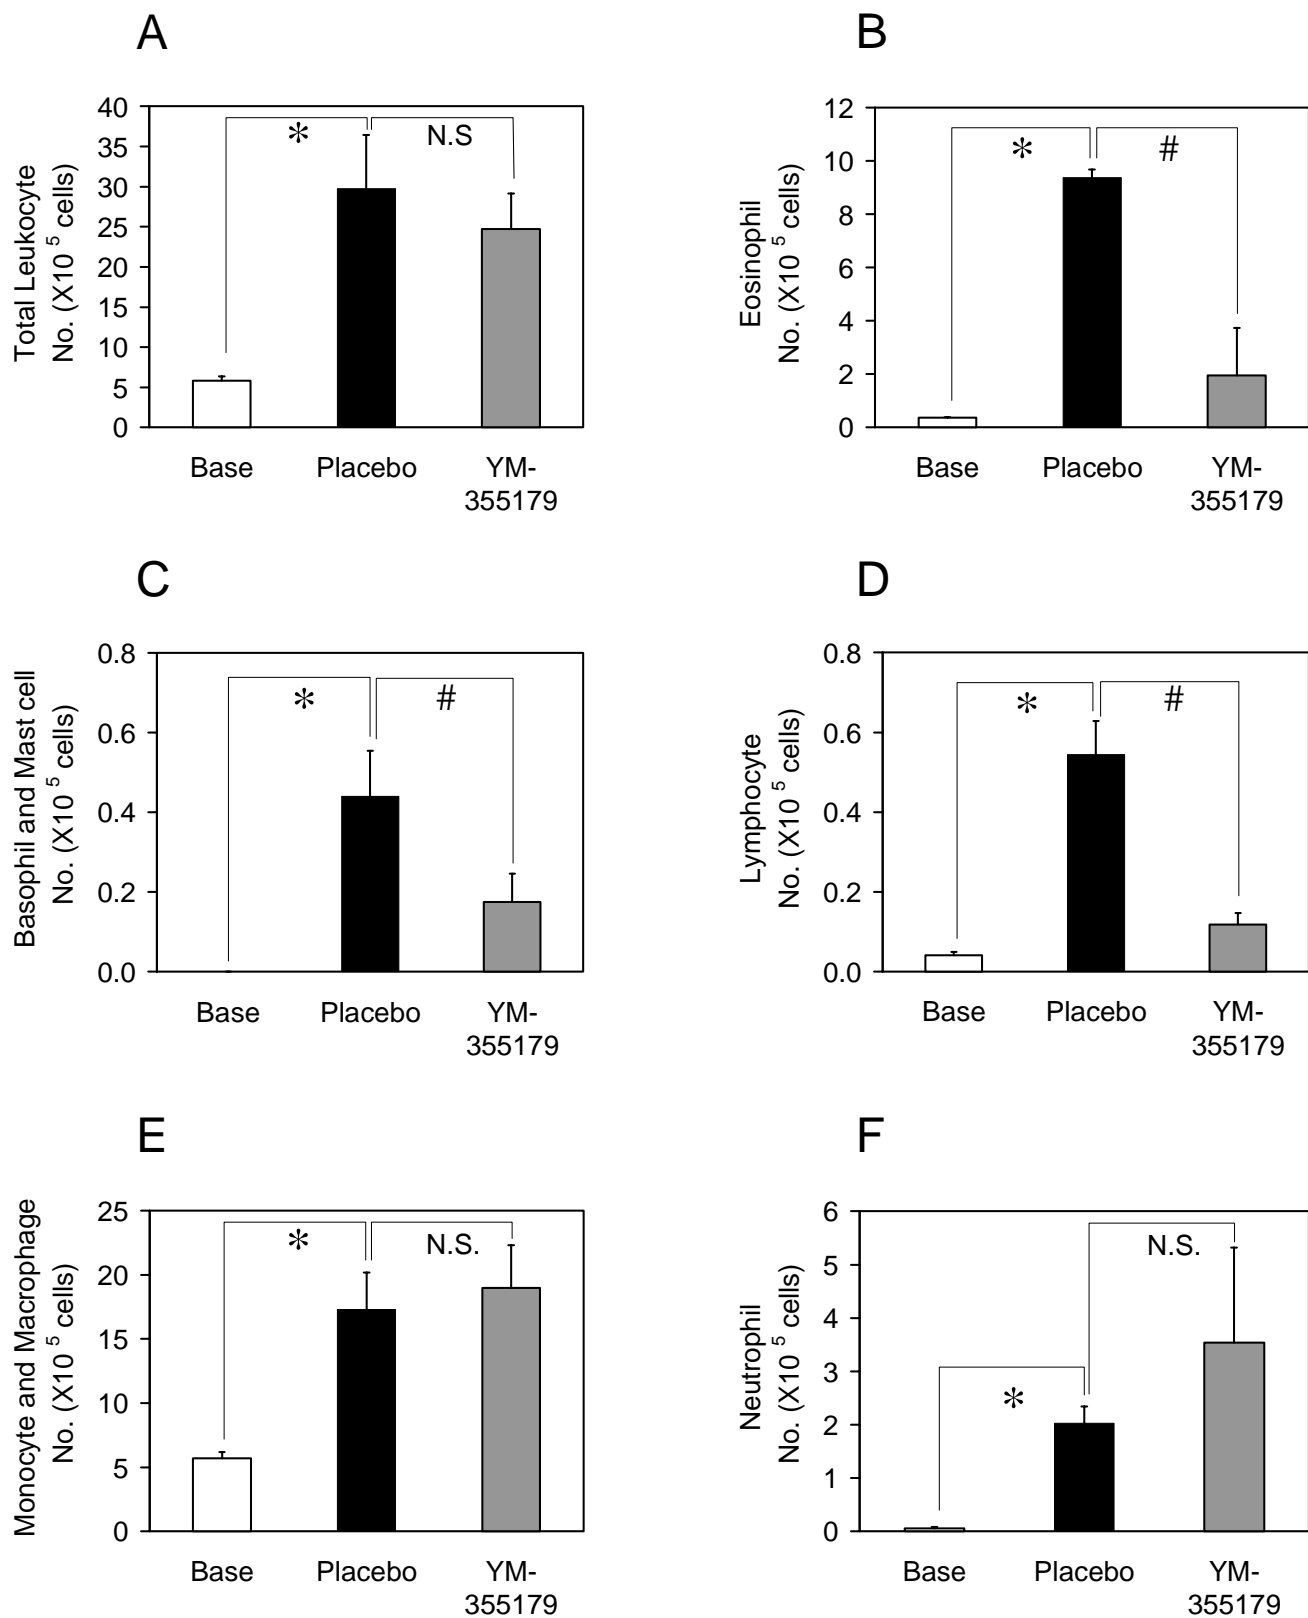 A
Total Leukocyte
No. (X10 5 cells)
40
35
30
25
20
15
10
5
0
*
N.S
Base Placebo YM-
355179
B
Eosinophil
No. (X10 5 cells)
12
10
8
6
4
2
0
*
#
Base Placebo YM-
355179
C
Basophil and Mast cell
No. (X10 5 cells)
0.8
0.6
0.4
0.2
0.0
*
#
Base Placebo YM-
355179
D
Lymphocyte
No. (X10 5 cells)
0.8
0.6
0.4
0.2
0.0
*
#
Base Placebo YM-
355179
E
Monocyte and Macrophage
No. (X10 5 cells)
25
20
15
10
5
0
*
N.S.
Base Placebo YM-
355179
F
Neutrophil
No. (X10 5 cells)
6
5
4
3
2
1
0
*
N.S.
Base Placebo YM-
355179